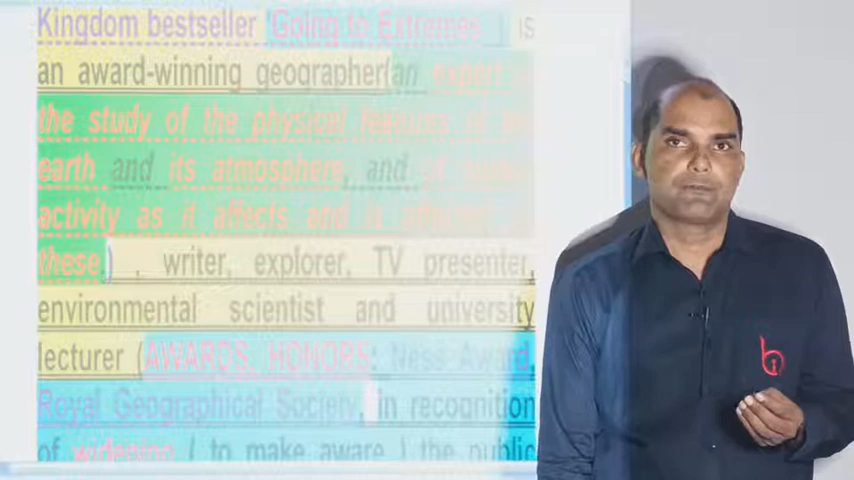 Kingdom bestseller 'Going to Extremes' is
an award-winning geographer(an expert
the study of the physical features of the
earth and its atmosphere, and of human
activity as it affects and is affected
these) , writer, explorer, TV presenter,
environmental scientist and university
lecturer (AWARDS, HONORS: Ness Award,
Royal Geographical Society, in recognition
of widening ( to make aware ) the public